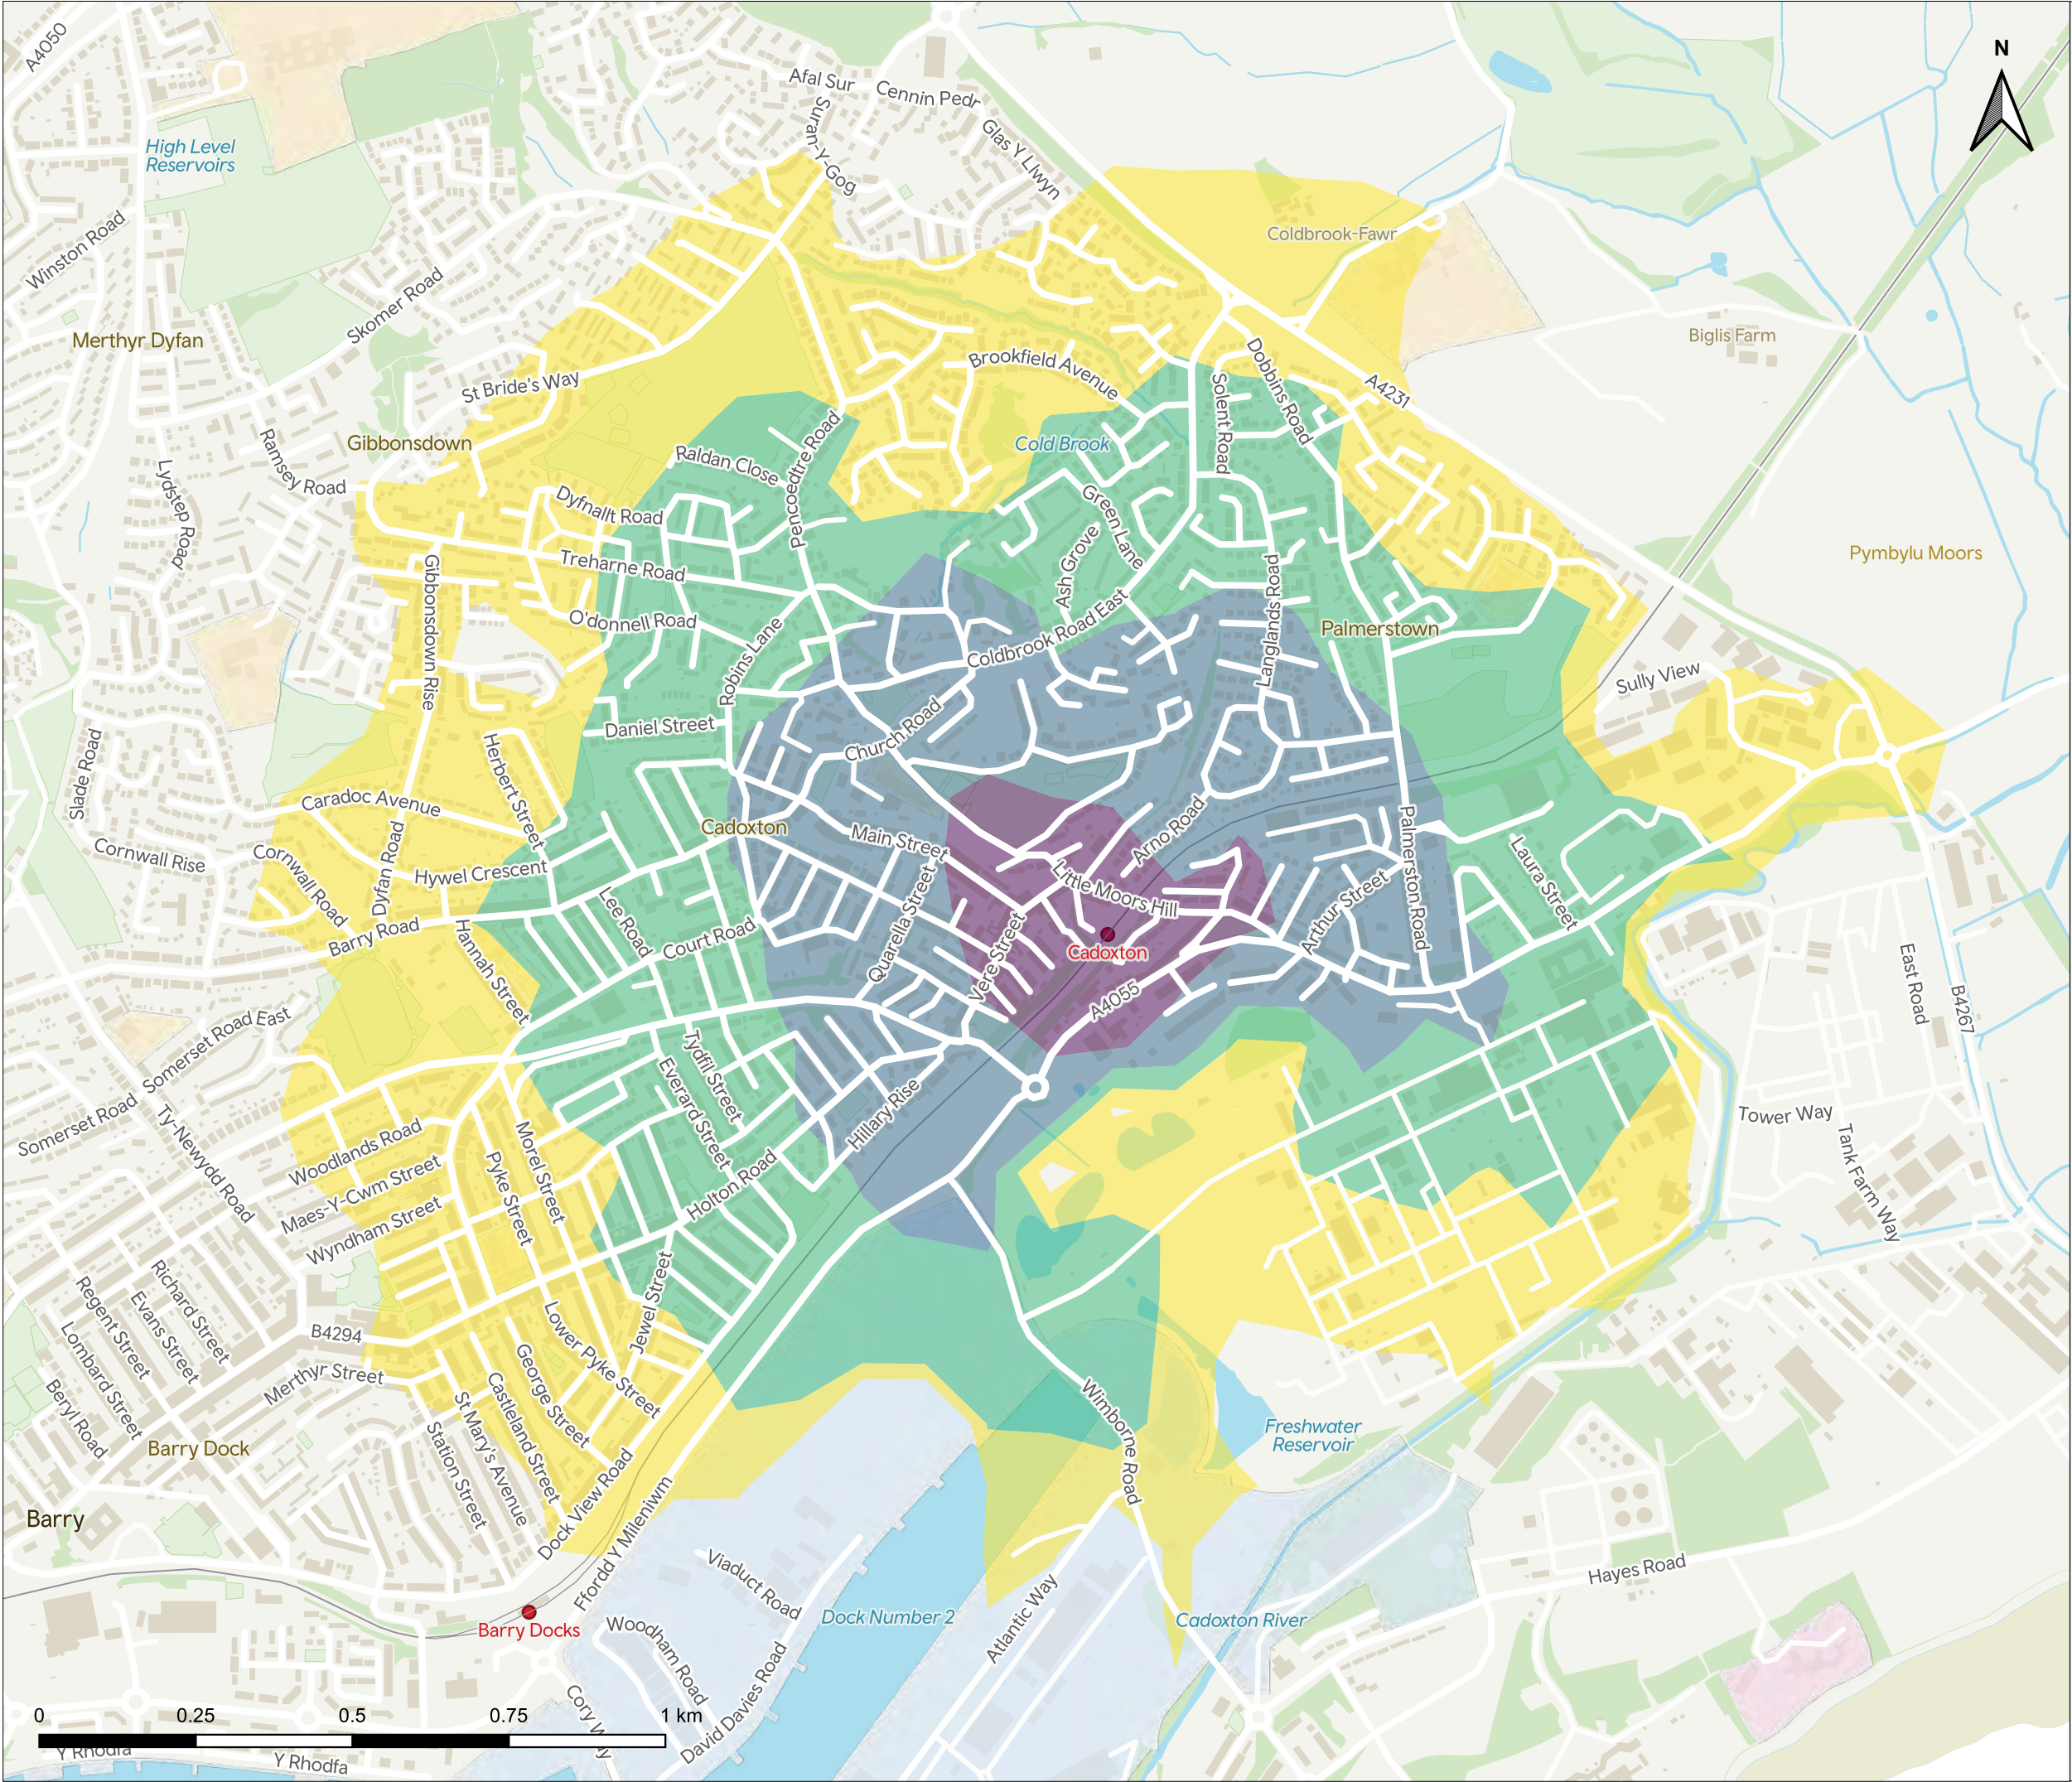 A4050
N
Afal Sur
Cennin Pedr
Suran-Y-Gog
Glas Y Llwyn
High Level
Reservoirs
Winston Road
Coldbrook-Fawr
Skomer Road
Merthyr Dyfan
Biglis Farm
St Bride's Way
Brookfield Avenue
Dobbins Road
Solent Road
A4231
Gibbonsdown
Cold Brook
Raldan Close
Pencoedtre Road
Ramsey Road
Lydstep Road
Dyfnallt Road
Green Lane
Ash Grove
Pymbylu Moors
Treharne Road
Gibbonsdown Rise
O'donnell Road
Robins Lane
Coldbrook Road East
Langlands Road
Palmerstown
Sully View
Daniel Street
Church Road
Slade Road
Herbert Street
Caradoc Avenue
Cadoxton
Main Street
Arno Road
Palmerston Road
Laura Street
Cornwall Rise
Cornwall Road
Dyfan Road
Hywel Crescent
Little Moors Hill
Arthur Street
Quarella Street
Vere Street
Lee Road
Court Road
Barry Road
Hannah Street
Cadoxton
A4055
East Road
B4267
Somerset Road East
Somerset Road
Ty-Newydd Road
Tydfil Street
Everard Street
Hillary Rise
Tower Way
Tank Farm Way
Woodlands Road
Maes-Y-Cwm Street
Wyndham Street
Pyke Street
Morel Street
Holton Road
Jewel Street
Regent Street
Evans Street
Richard Street
Lombard Street
Beryl Road
B4294
Merthyr Street
Lower Pyke Street
George Street
Castleland Street
St Mary's Avenue
Station Street
Wimborne Road
Freshwater
Reservoir
Barry Dock
Dock View Road
Ffordd Y Mileniwm
Barry
Viaduct Road
Hayes Road
Barry Docks
Woodham Road
Dock Number 2
Atlantic Way
Cadoxton River
David Davies Road
Cory Way
0 0.25 0.5 0.75 1 km
Y Rhodfa
Y Rhodfa